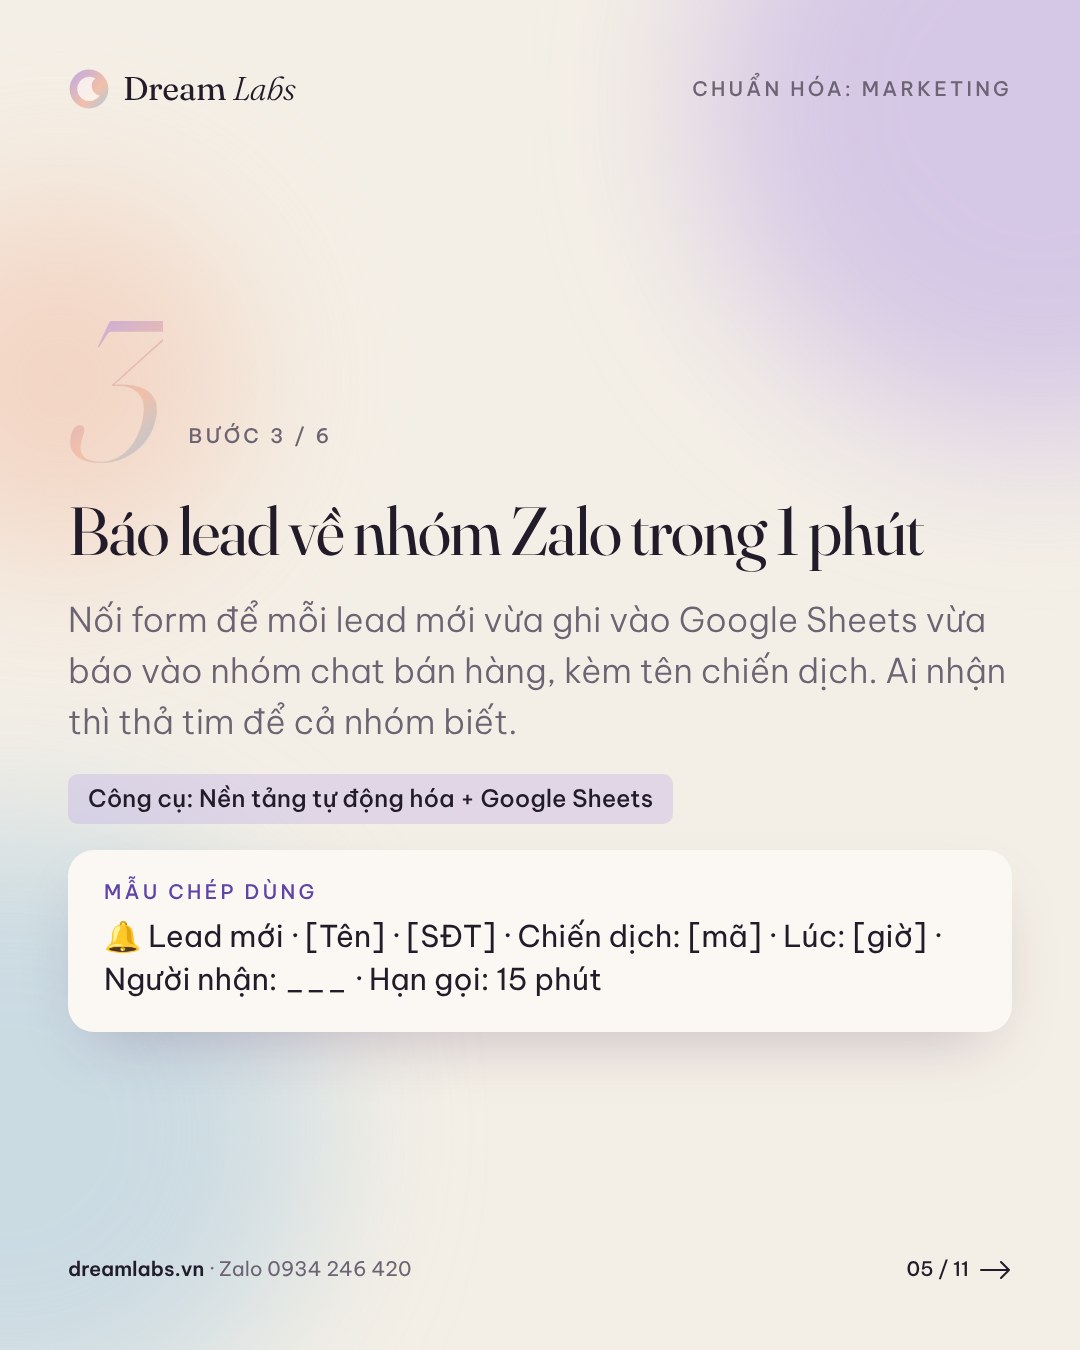 Dream Labs
CHUẨN HÓA: MARKETING
3
BƯỚC 3 / 6
Báo lead về nhóm Zalo trong 1 phút
Nối form để mỗi lead mới vừa ghi vào Google Sheets vừa
báo vào nhóm chat bán hàng, kèm tên chiến dịch. Ai nhận
thì thả tim để cả nhóm biết.
Công cụ: Nền tảng tự động hóa + Google Sheets
MẪU CHÉP DÙNG
🔔 Lead mới · [Tên] · [SĐT] · Chiến dịch: [mã] · Lúc: [giờ] ·
Người nhận: _ _ _ · Hạn gọi: 15 phút
dreamlabs.vn · Zalo 0934 246 420
05 / 11 →